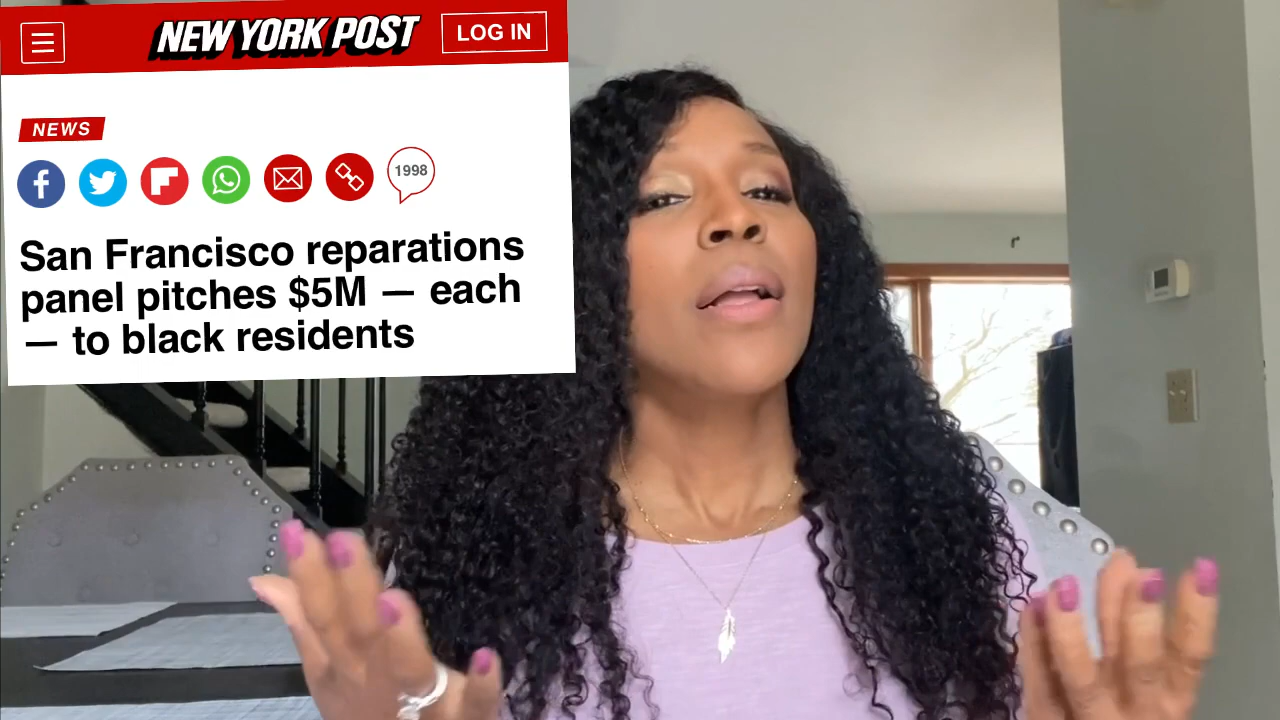 NEW YORK POST
LOG IN
NEWS
1998
San Francisco reparations
panel pitches $5M — each
— to black residents